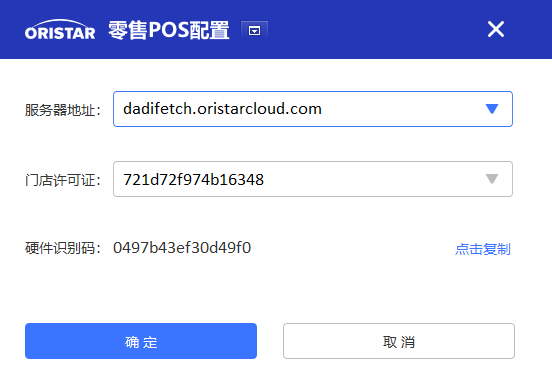 ORISTAR 零售POS配置
服务器地址: dadifetch.oristarcloud.com
门店许可证: 721d72f974b16348
硬件识别码: 0497b43ef30d49f0 点击复制
确定 取消